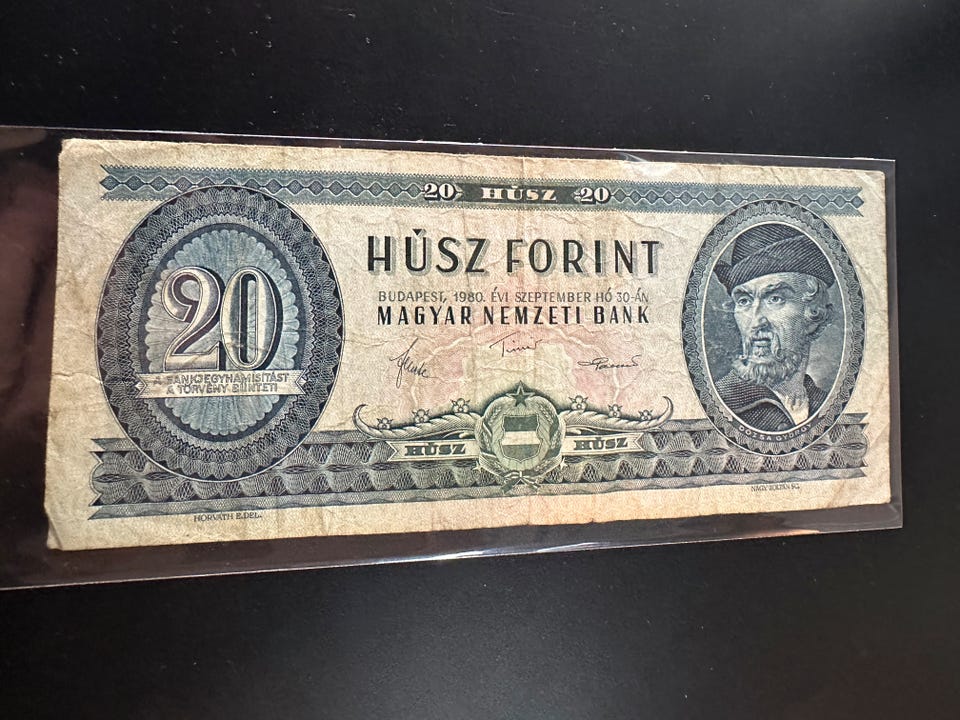 20 HÚSZ 20
HÚSZ FORINT
BUDAPEST, 1980. ÉVI SZEPTEMBER HÓ 30-ÁN
MAGYAR NEMZETI BANK
20
A BANKJEGYHAMISÍTÁST
A TÖRVÉNY BÜNTETI
HÚSZ HÚSZ
DÓZSA GYÖRGY
HORVÁTH E. DEL.
NAGY ZOLTÁN SC.